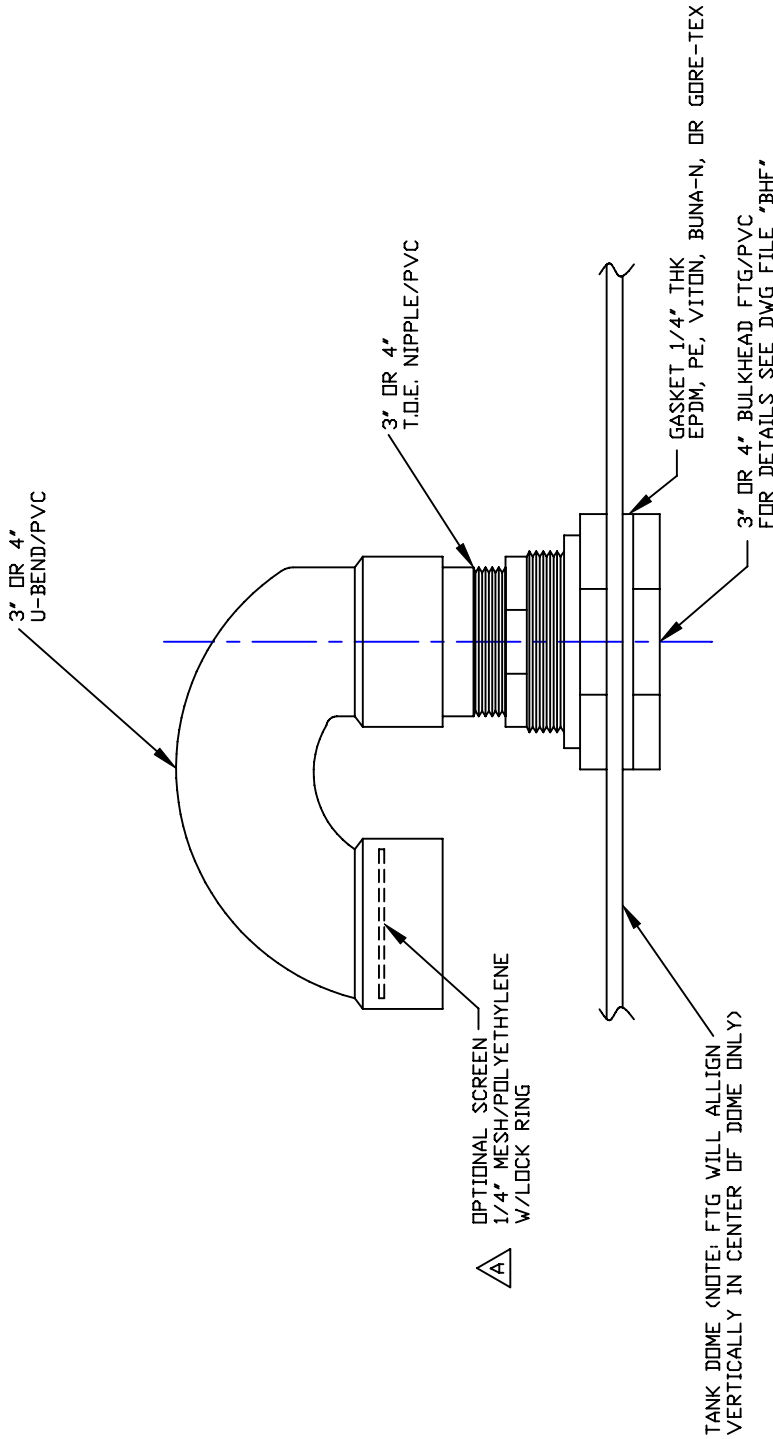 3" OR 4"
U-BEND/PVC
3" OR 4"
T.O.E. NIPPLE/PVC
GASKET 1/4" THK
EPDM, PE, VITON, BUNA-N, OR GORE-TEX
3" OR 4" BULKHEAD FTG/PVC
FOR DETAILS SEE DWG FILE "BHF"
OPTIONAL SCREEN
1/4" MESH/POLYETHYLENE
W/LOCK RING
A
TANK DOME (NOTE: FTG WILL ALLIGN
VERTICALLY IN CENTER OF DOME ONLY)